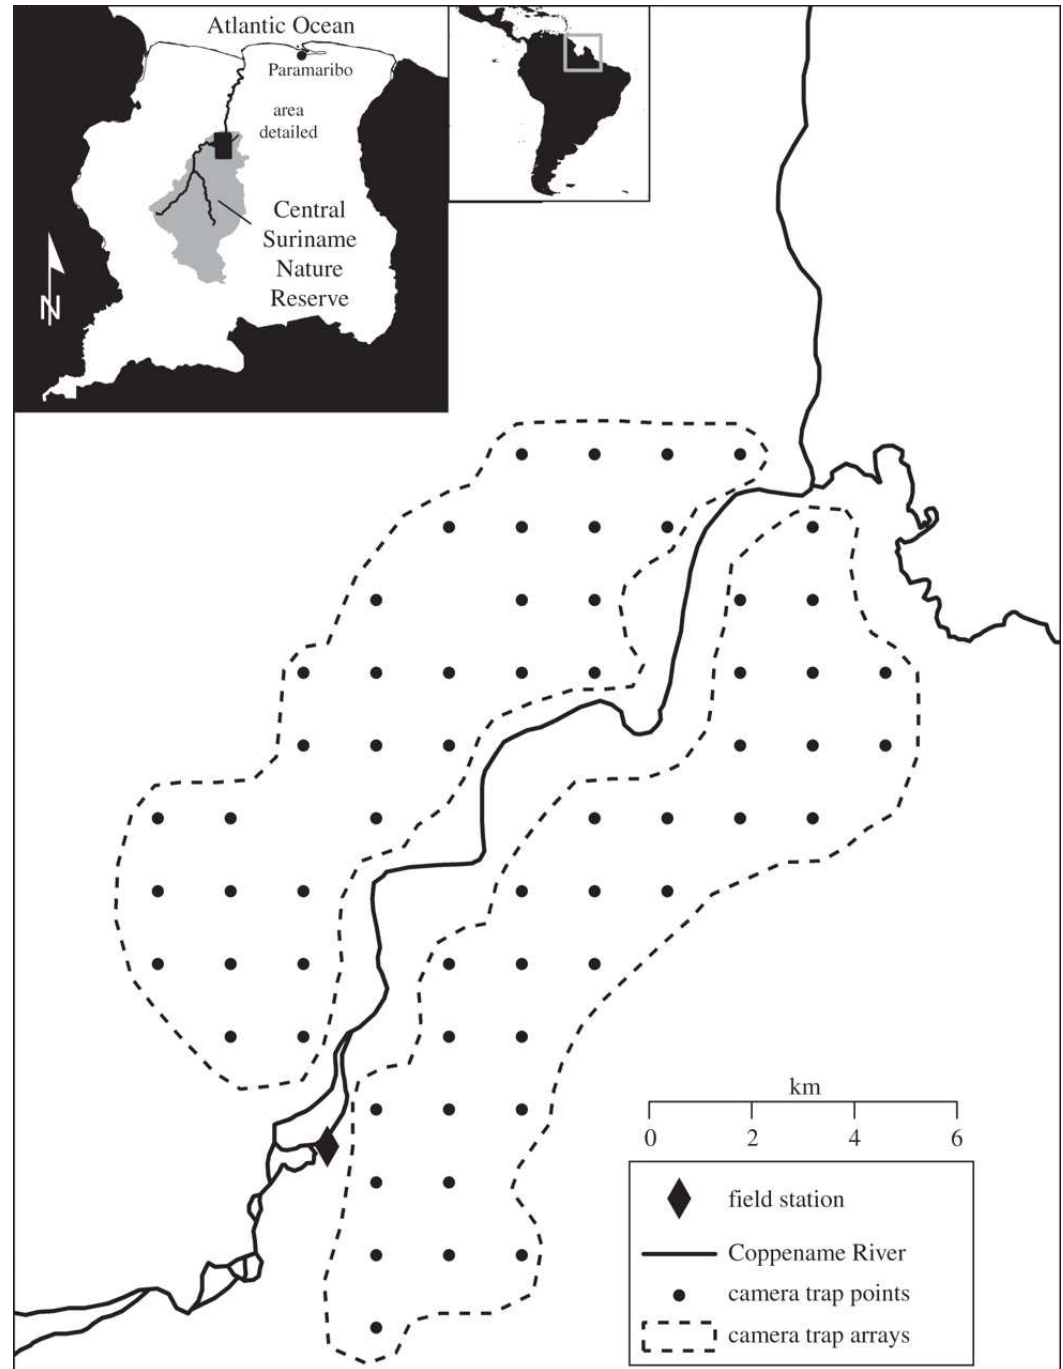 Atlantic Ocean
Paramaribo
area
detailed
Central
Suriname
Nature
Reserve
N
km
0 2 4 6
field station
Coppename River
camera trap points
camera trap arrays